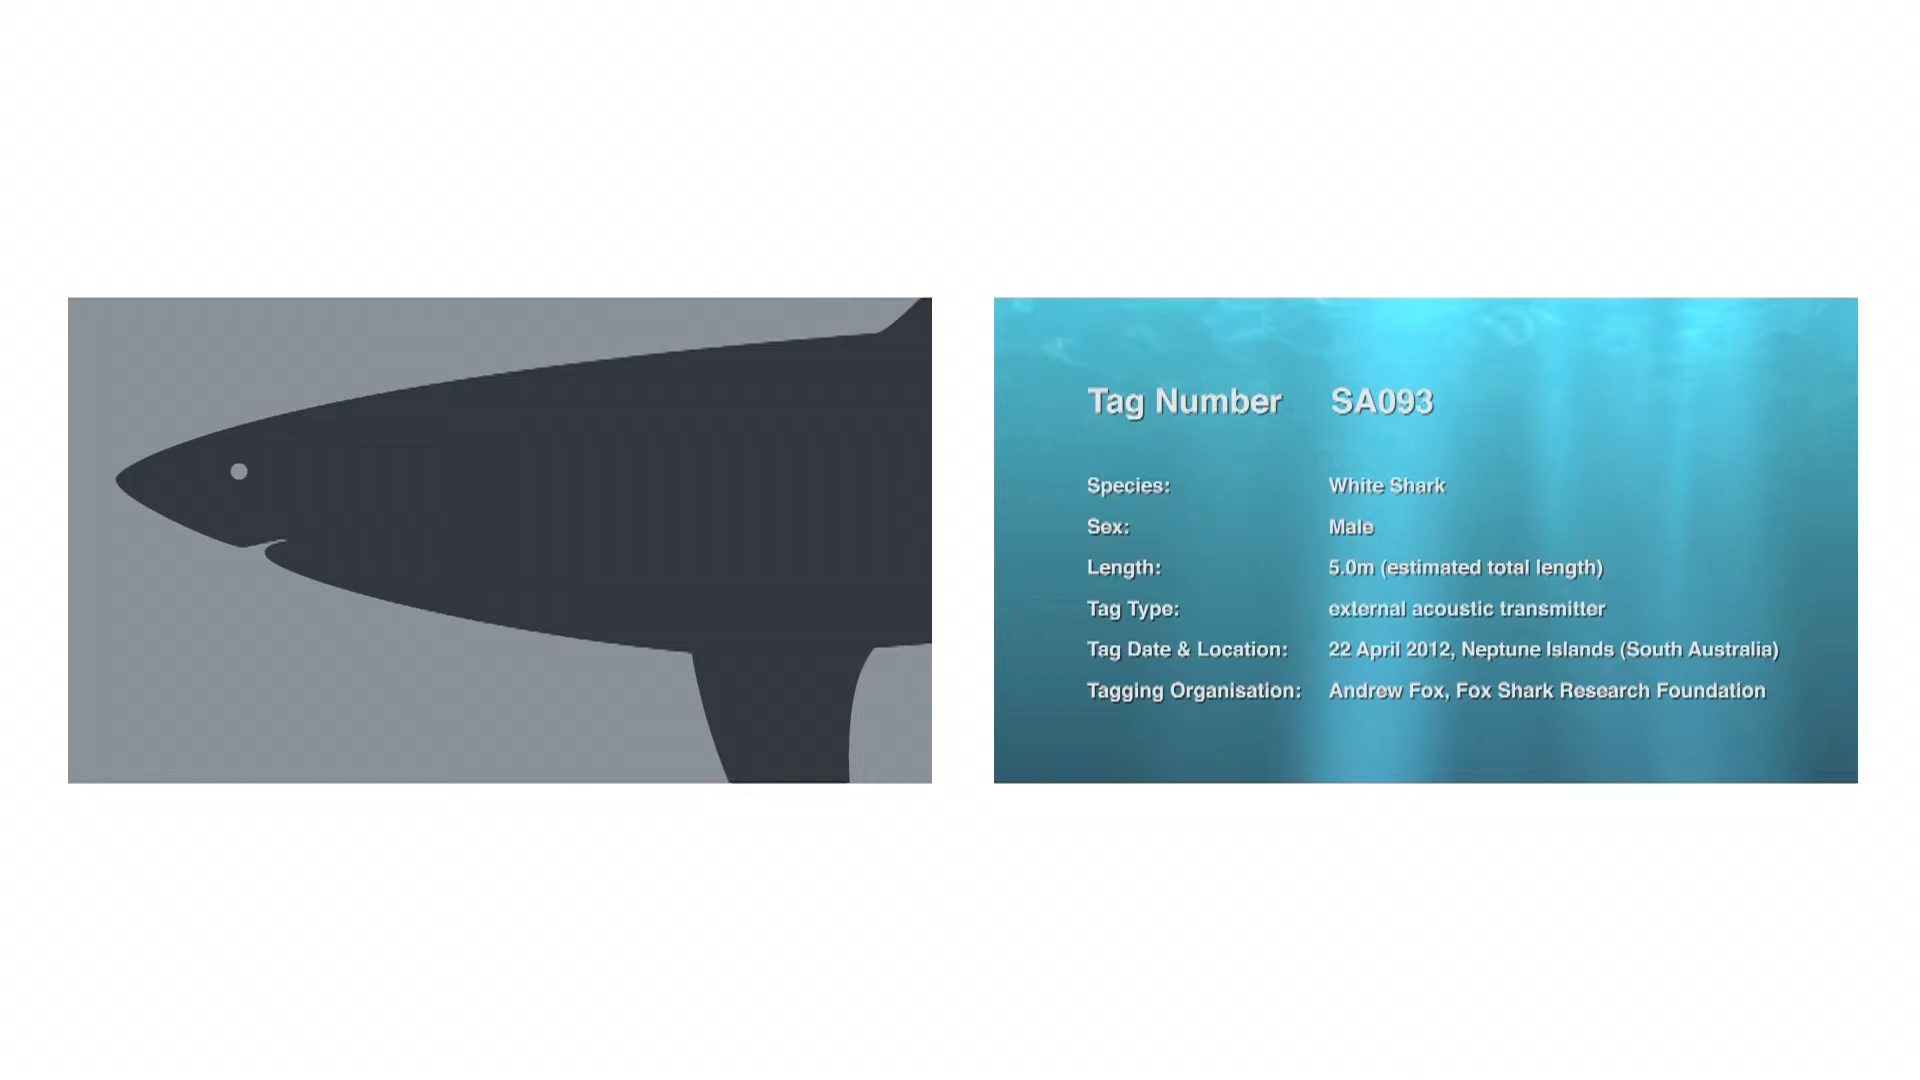 Tag Number SA093
Species: White Shark
Sex: Male
Length: 5.0m (estimated total length)
Tag Type: external acoustic transmitter
Tag Date & Location: 22 April 2012, Neptune Islands (South Australia)
Tagging Organisation: Andrew Fox, Fox Shark Research Foundation